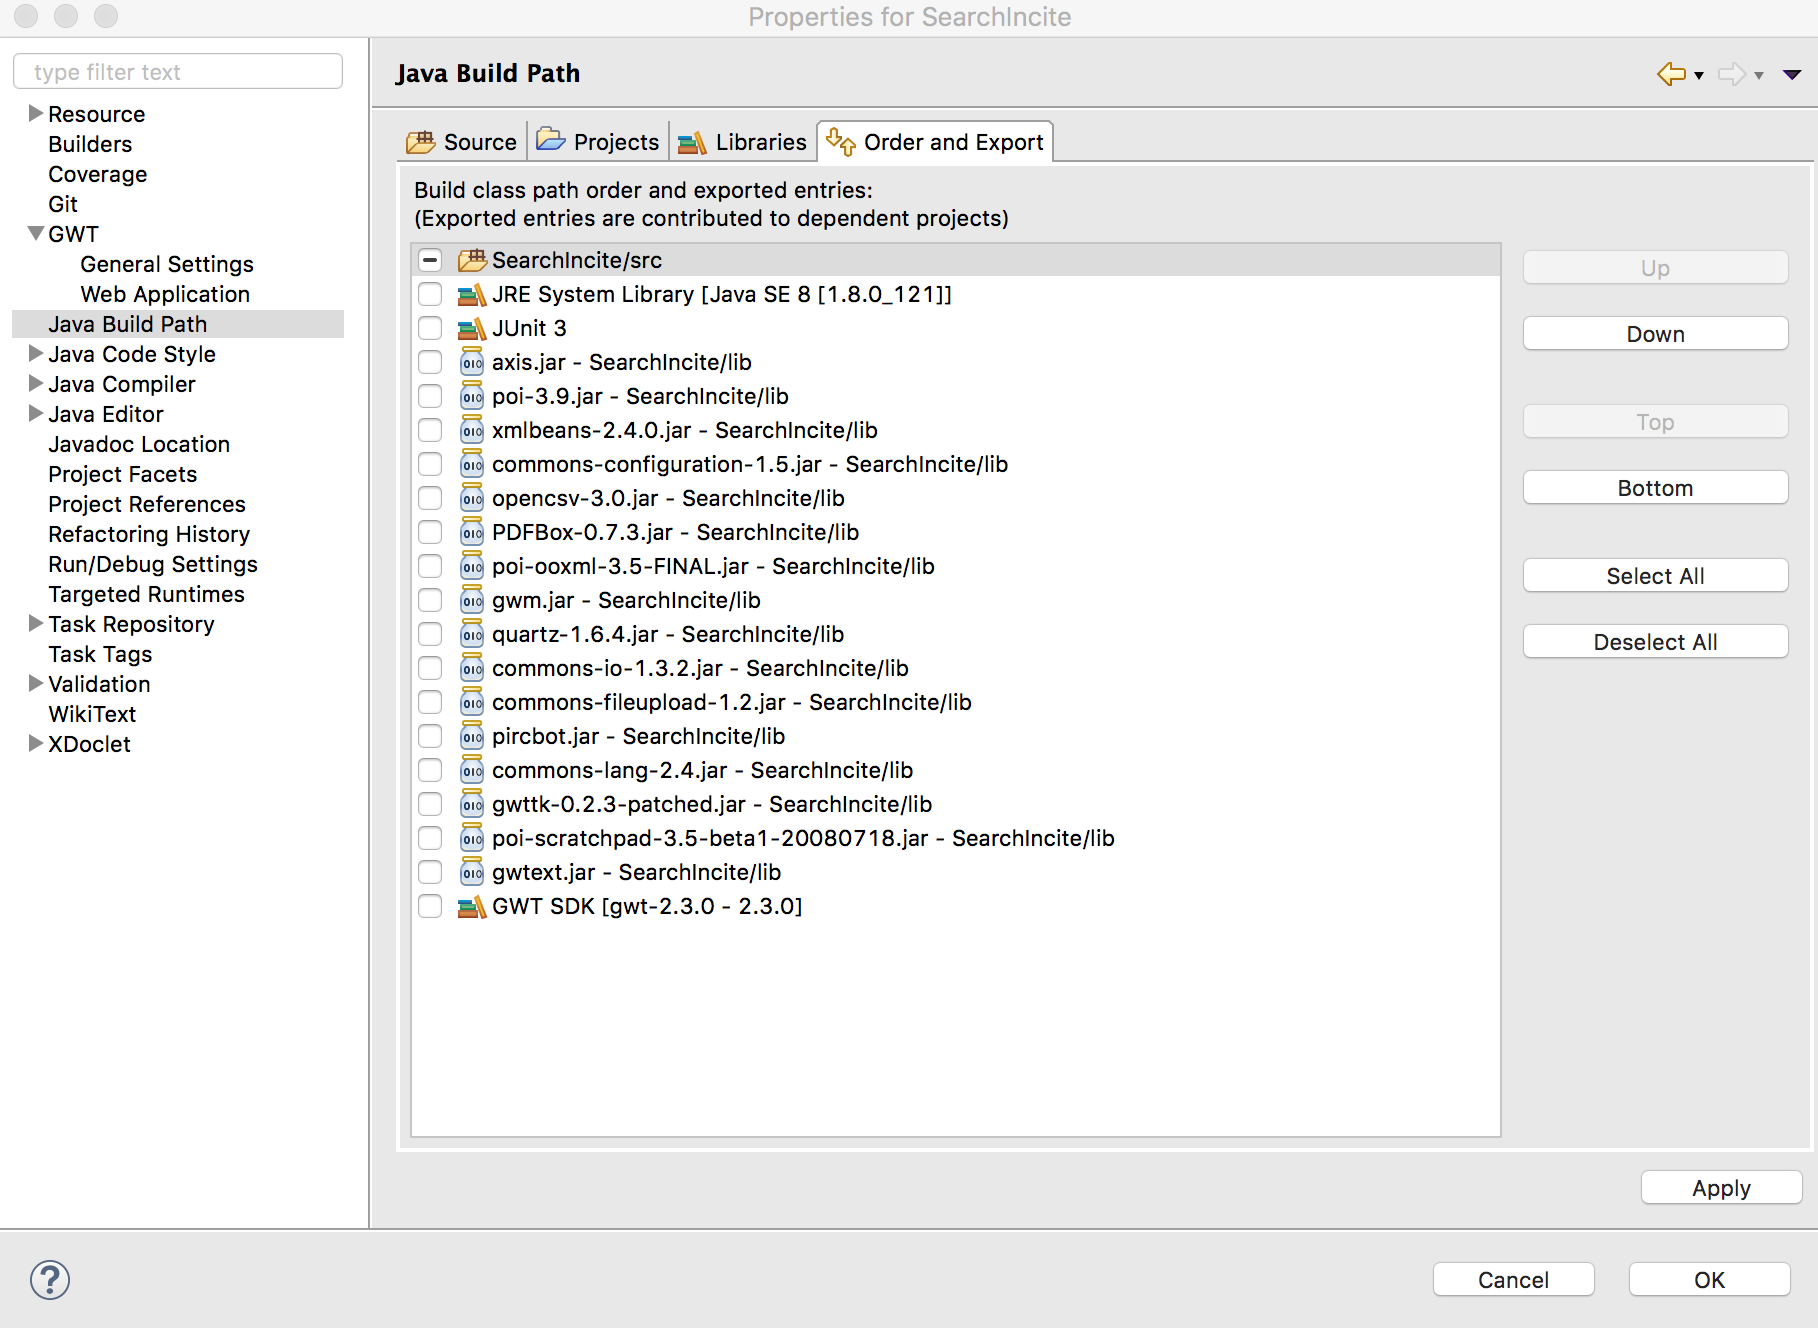 Properties for SearchIncite
type filter text
Resource
Builders
Coverage
Git
GWT
General Settings
Web Application
Java Build Path
Java Code Style
Java Compiler
Java Editor
Javadoc Location
Project Facets
Project References
Refactoring History
Run/Debug Settings
Targeted Runtimes
Task Repository
Task Tags
Validation
WikiText
XDoclet
Java Build Path
Source Projects Libraries Order and Export
Build class path order and exported entries:
(Exported entries are contributed to dependent projects)
SearchIncite/src
JRE System Library [Java SE 8 [1.8.0_121]]
JUnit 3
axis.jar - SearchIncite/lib
poi-3.9.jar - SearchIncite/lib
xmlbeans-2.4.0.jar - SearchIncite/lib
commons-configuration-1.5.jar - SearchIncite/lib
opencsv-3.0.jar - SearchIncite/lib
PDFBox-0.7.3.jar - SearchIncite/lib
poi-ooxml-3.5-FINAL.jar - SearchIncite/lib
gwm.jar - SearchIncite/lib
quartz-1.6.4.jar - SearchIncite/lib
commons-io-1.3.2.jar - SearchIncite/lib
commons-fileupload-1.2.jar - SearchIncite/lib
pircbot.jar - SearchIncite/lib
commons-lang-2.4.jar - SearchIncite/lib
gwttk-0.2.3-patched.jar - SearchIncite/lib
poi-scratchpad-3.5-beta1-20080718.jar - SearchIncite/lib
gwtext.jar - SearchIncite/lib
GWT SDK [gwt-2.3.0 - 2.3.0]
Up
Down
Top
Bottom
Select All
Deselect All
Apply
?
Cancel
OK